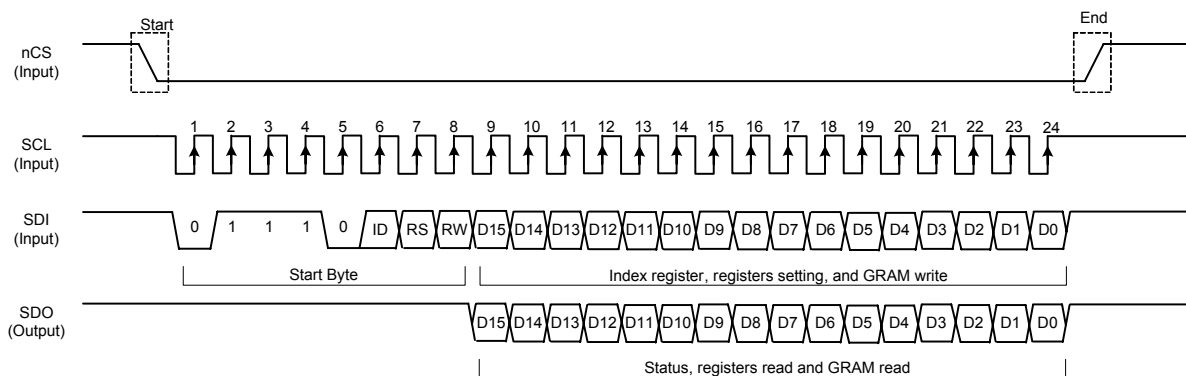 Start End
nCS
(Input)
1 2 3 4 5 6 7 8 9 10 11 12 13 14 15 16 17 18 19 20 21 22 23 24
SCL
(Input)
SDI
(Input)
0 1 1 1 0 ID RS RW D15 D14 D13 D12 D11 D10 D9 D8 D7 D6 D5 D4 D3 D2 D1 D0
Start Byte Index register, registers setting, and GRAM write
SDO
(Output)
D15 D14 D13 D12 D11 D10 D9 D8 D7 D6 D5 D4 D3 D2 D1 D0
Status, registers read and GRAM read